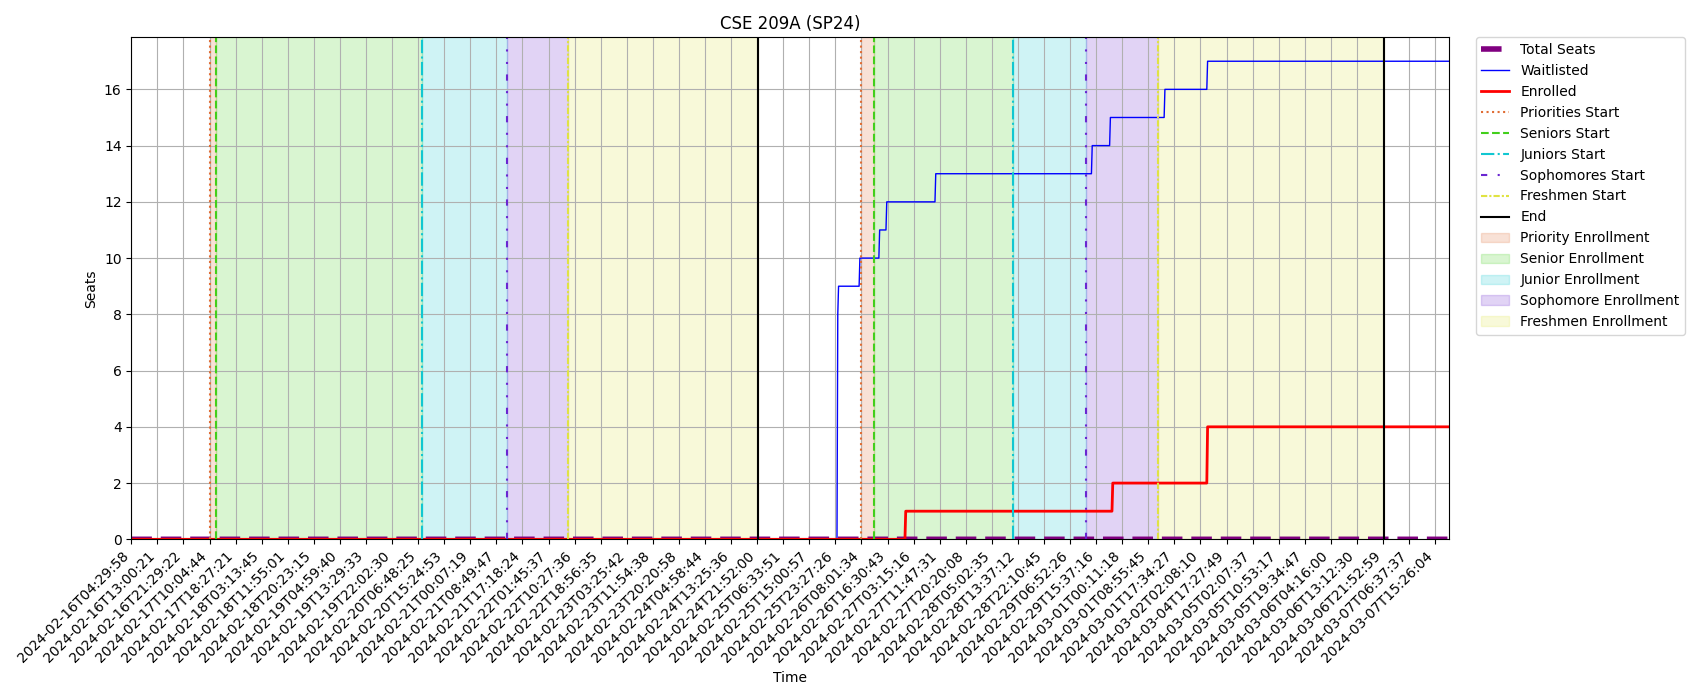 CSE 209A (SP24)
Seats
16
14
12
10
8
6
4
2
0
2024-02-16T04:29:58
2024-02-16T13:00:21
2024-02-16T21:29:22
2024-02-17T10:04:44
2024-02-17T18:27:21
2024-02-18T03:13:45
2024-02-18T11:55:01
2024-02-18T20:23:15
2024-02-19T04:59:40
2024-02-19T13:29:33
2024-02-19T22:02:30
2024-02-20T06:48:25
2024-02-20T15:24:53
2024-02-21T00:07:19
2024-02-21T08:49:47
2024-02-21T17:18:24
2024-02-22T01:45:37
2024-02-22T10:27:36
2024-02-22T18:56:35
2024-02-23T03:25:42
2024-02-23T11:54:38
2024-02-23T20:20:58
2024-02-24T04:58:44
2024-02-24T13:25:36
2024-02-24T21:52:00
2024-02-25T06:33:51
2024-02-25T15:00:57
2024-02-25T23:27:26
2024-02-26T08:01:34
2024-02-26T16:30:43
2024-02-27T03:15:16
2024-02-27T11:47:31
2024-02-27T20:20:08
2024-02-28T05:02:35
2024-02-28T13:37:12
2024-02-28T22:10:45
2024-02-29T06:52:26
2024-02-29T15:37:16
2024-03-01T00:11:18
2024-03-01T08:55:45
2024-03-01T17:34:27
2024-03-02T02:08:10
2024-03-04T17:27:49
2024-03-05T02:07:37
2024-03-05T10:53:17
2024-03-05T19:34:47
2024-03-06T04:16:00
2024-03-06T13:12:30
2024-03-06T21:52:59
2024-03-07T06:37:37
2024-03-07T15:26:04
Time
Total Seats
Waitlisted
Enrolled
Priorities Start
Seniors Start
Juniors Start
Sophomores Start
Freshmen Start
End
Priority Enrollment
Senior Enrollment
Junior Enrollment
Sophomore Enrollment
Freshmen Enrollment